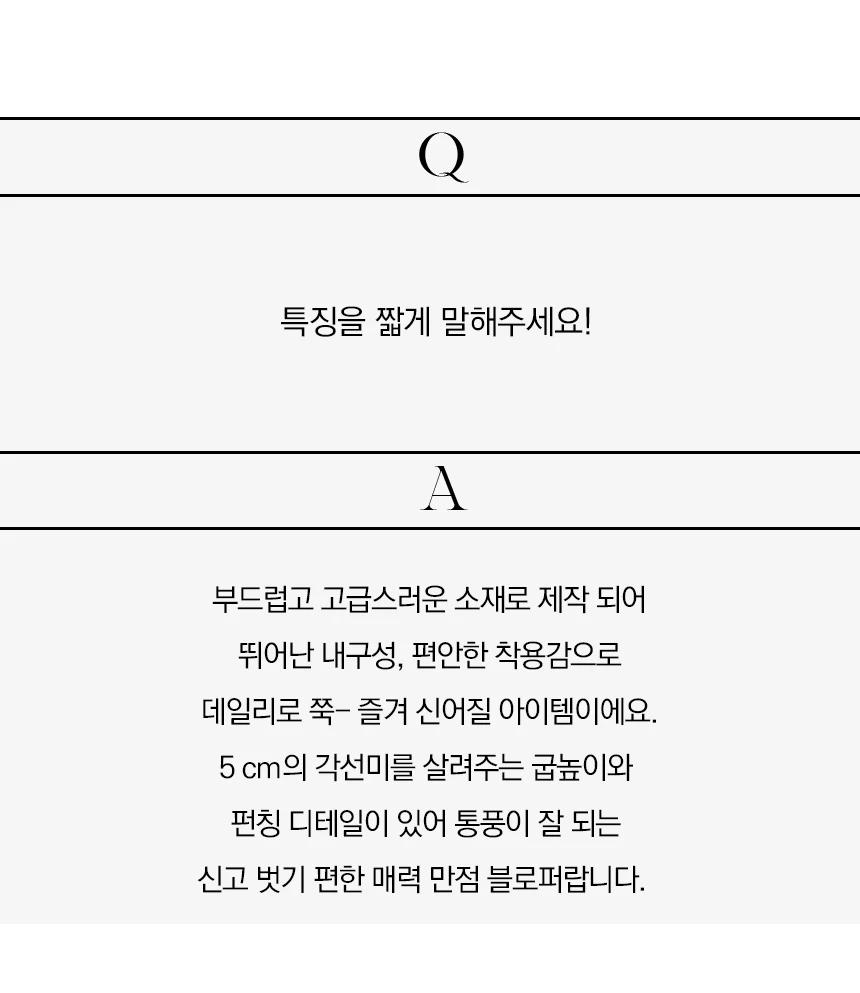 Q
특징을 짧게 말해주세요!
A
부드럽고 고급스러운 소재로 제작 되어
뛰어난 내구성, 편안한 착용감으로
데일리로 쭉- 즐겨 신어질 아이템이에요.
5 cm의 각선미를 살려주는 굽높이와
펀칭 디테일이 있어 통풍이 잘 되는
신고 벗기 편한 매력 만점 블로퍼랍니다.